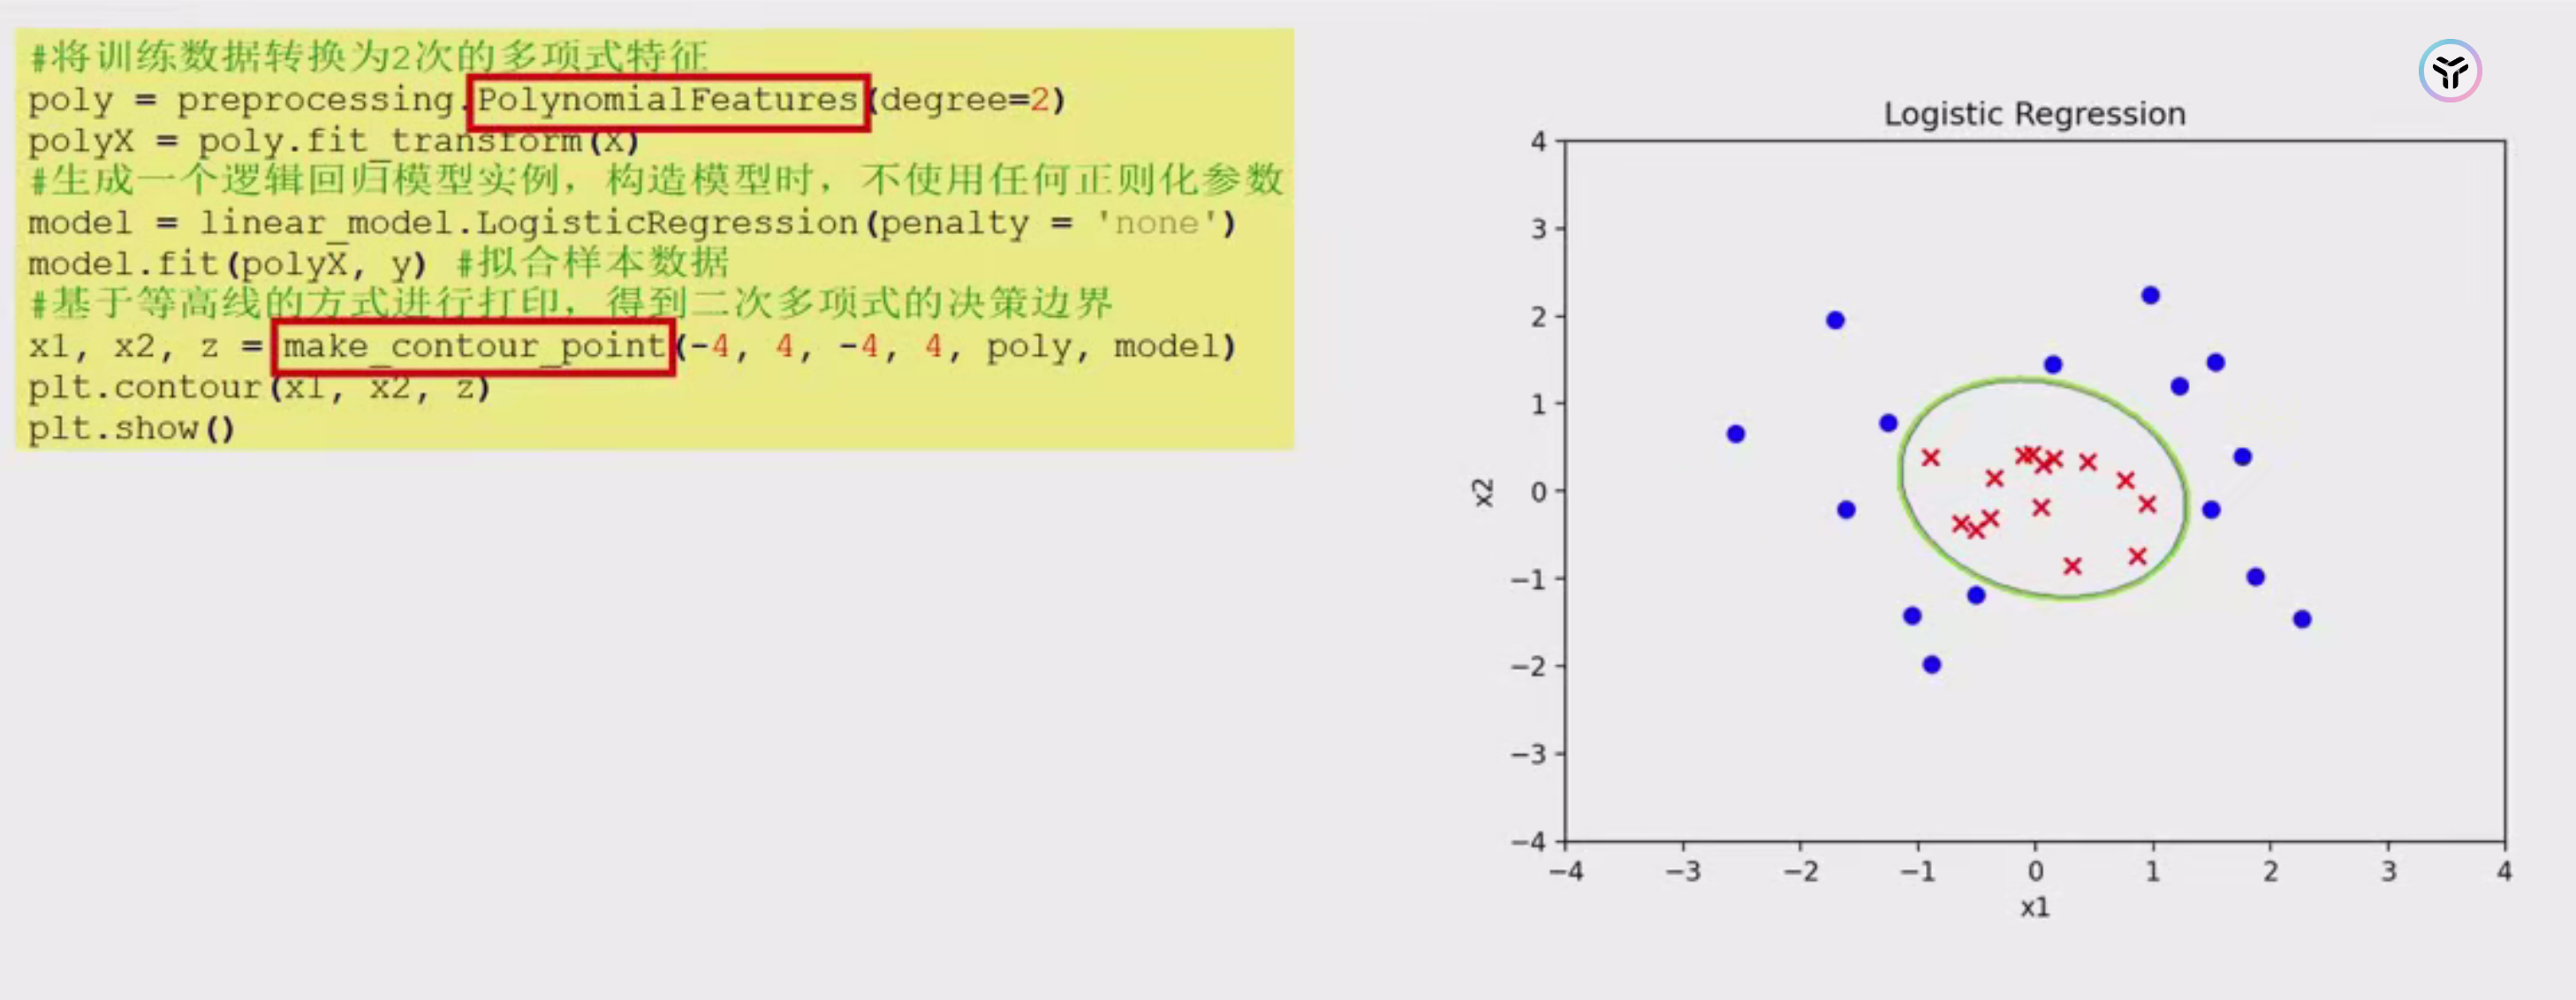 #将训练数据转换为2次的多项式特征
poly = preprocessing.PolynomialFeatures(degree=2)
polyX = poly.fit_transform(X)
#生成一个逻辑回归模型实例，构造模型时，不使用任何正则化参数
model = linear_model.LogisticRegression(penalty = 'none')
model.fit(polyX, y) #拟合样本数据
#基于等高线的方式进行打印，得到二次多项式的决策边界
x1, x2, z = make_contour_point(-4, 4, -4, 4, poly, model)
plt.contour(x1, x2, z)
plt.show()
Logistic Regression
4
3
2
1
0
−1
−2
−3
−4
x2
−4 −3 −2 −1 0 1 2 3 4
x1